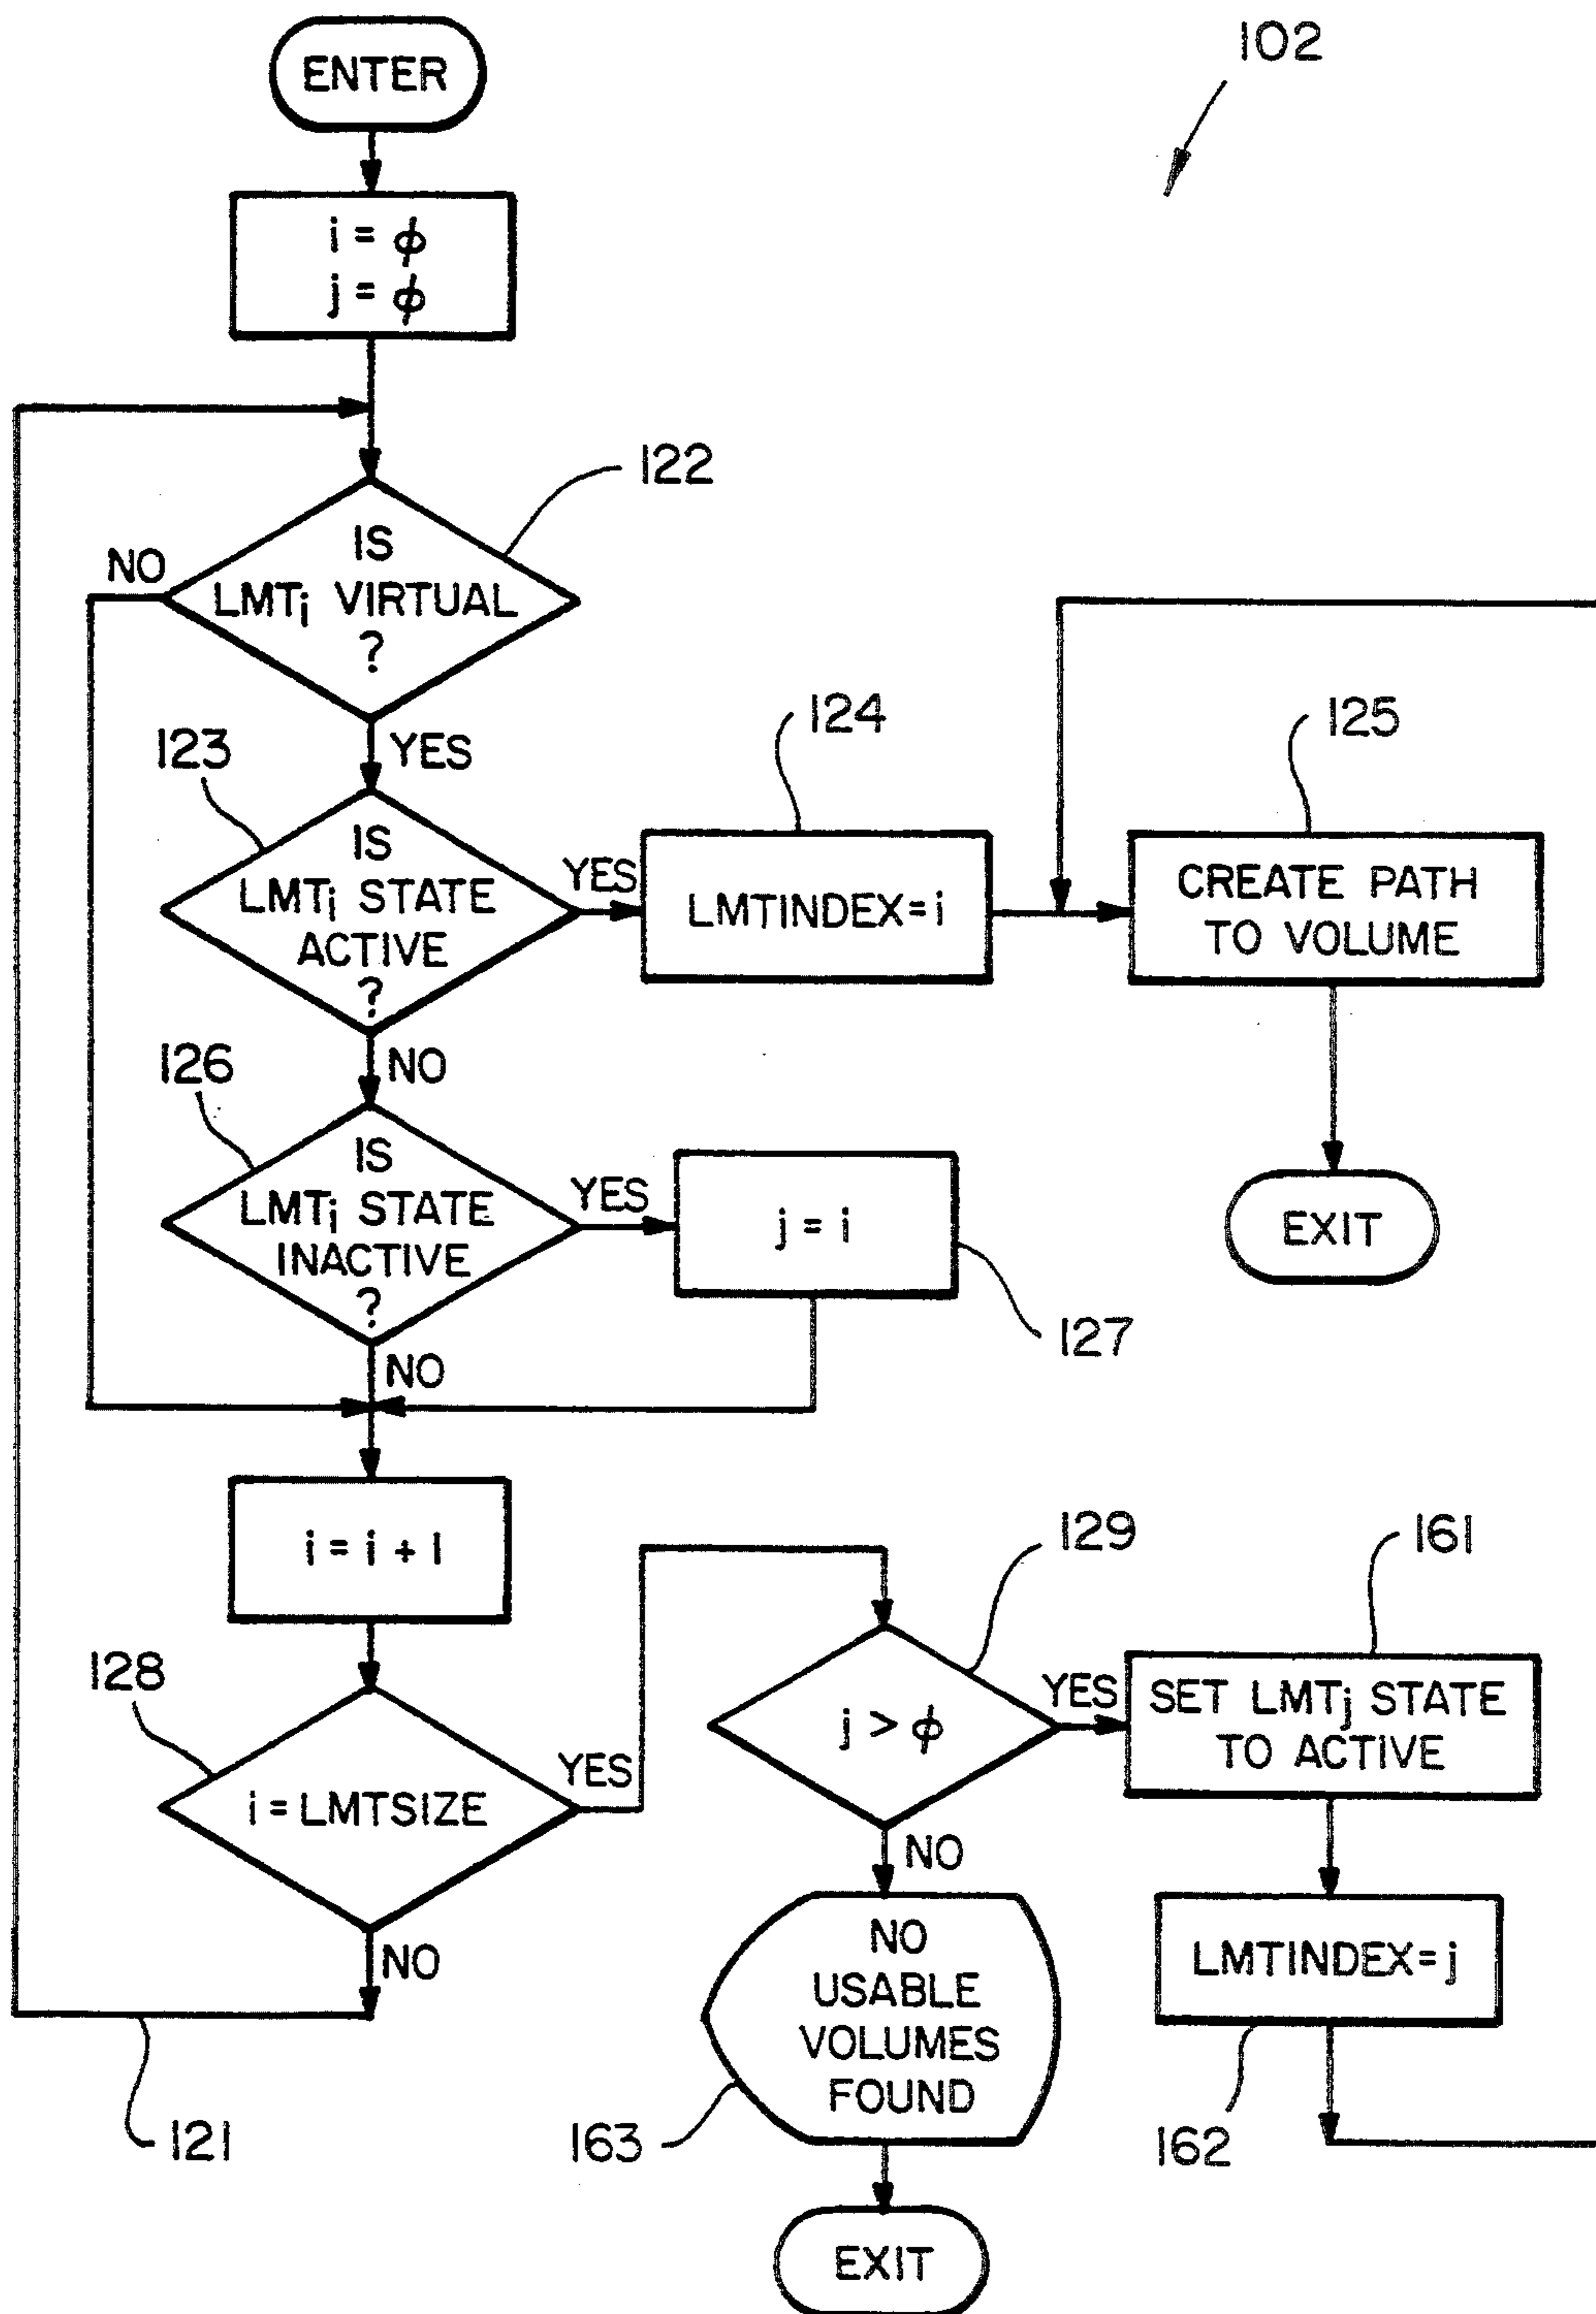 102
ENTER
i = ϕ
j = ϕ
122
IS
LMTi VIRTUAL
?
NO
YES
123
IS
LMTi STATE
ACTIVE
?
YES
124
LMTINDEX=i
125
CREATE PATH
TO VOLUME
EXIT
NO
126
IS
LMTi STATE
INACTIVE
?
YES
j = i
127
NO
i = i + 1
128
i = LMTSIZE
YES
NO
121
129
j > ϕ
YES
161
SET LMTj STATE
TO ACTIVE
LMTINDEX=j
162
NO
NO
USABLE
VOLUMES
FOUND
163
EXIT